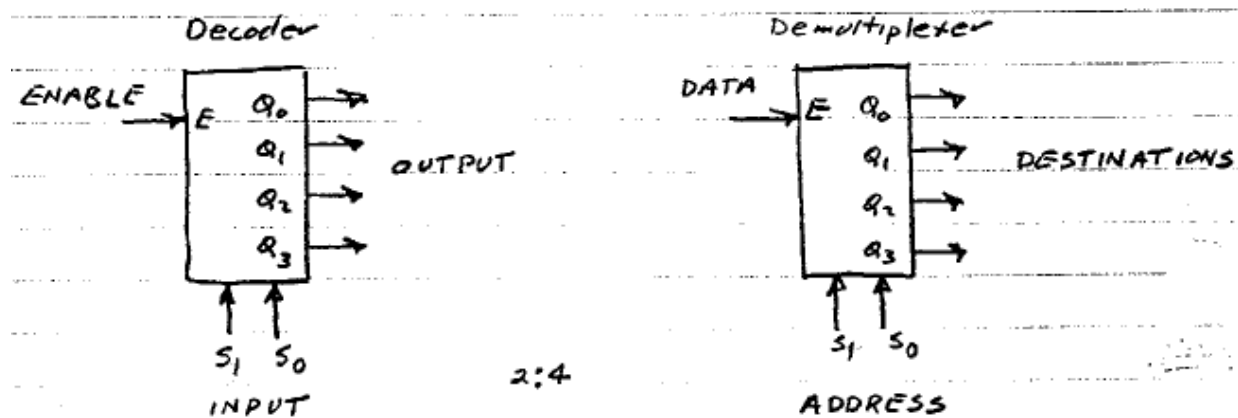 Decoder
ENABLE
E
Q0
Q1
Q2
Q3
OUTPUT
S1 S0
INPUT
2:4
Demultiplexer
DATA
E
Q0
Q1
Q2
Q3
DESTINATIONS
S1 S0
ADDRESS